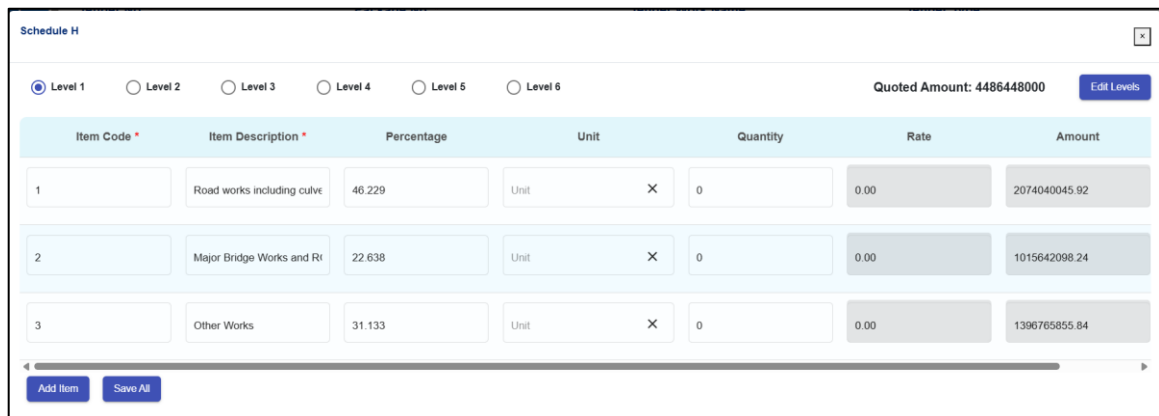 Schedule H
×
Level 1 Level 2 Level 3 Level 4 Level 5 Level 6 Quoted Amount: 4486448000 Edit Levels
Item Code * Item Description * Percentage Unit Quantity Rate Amount
1 Road works including culve 46.229 Unit × 0 0.00 2074040045.92
2 Major Bridge Works and 22.638 Unit × 0 0.00 1015642098.24
3 Other Works 31.133 Unit × 0 0.00 1396765855.84
Add Item Save All